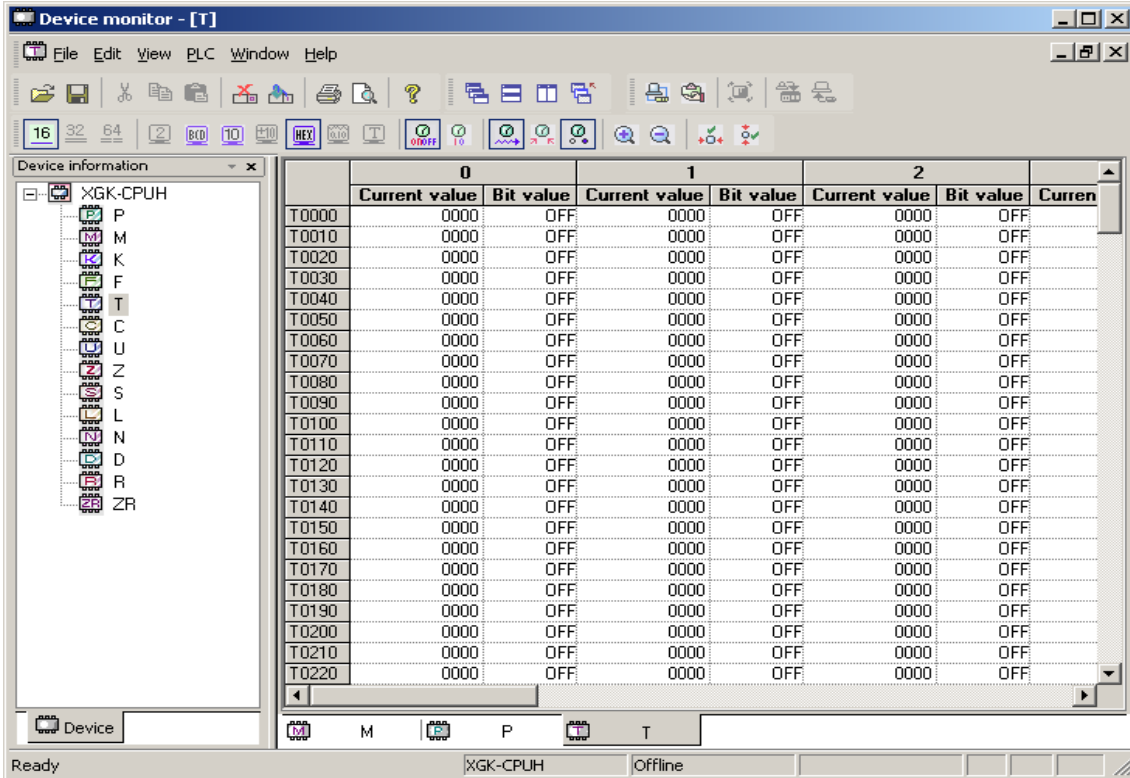 Device monitor - [T]
File Edit View PLC Window Help
16 32 64 2 BCD 10 ±10 HEX 0.10 T ON/OFF 10
Device information
XGK-CPUH
P
M
K
F
T
C
U
Z
S
L
N
D
R
ZR
Device
0 1 2
Current value Bit value Current value Bit value Current value Bit value Curren
T0000 0000 OFF 0000 OFF 0000 OFF
T0010 0000 OFF 0000 OFF 0000 OFF
T0020 0000 OFF 0000 OFF 0000 OFF
T0030 0000 OFF 0000 OFF 0000 OFF
T0040 0000 OFF 0000 OFF 0000 OFF
T0050 0000 OFF 0000 OFF 0000 OFF
T0060 0000 OFF 0000 OFF 0000 OFF
T0070 0000 OFF 0000 OFF 0000 OFF
T0080 0000 OFF 0000 OFF 0000 OFF
T0090 0000 OFF 0000 OFF 0000 OFF
T0100 0000 OFF 0000 OFF 0000 OFF
T0110 0000 OFF 0000 OFF 0000 OFF
T0120 0000 OFF 0000 OFF 0000 OFF
T0130 0000 OFF 0000 OFF 0000 OFF
T0140 0000 OFF 0000 OFF 0000 OFF
T0150 0000 OFF 0000 OFF 0000 OFF
T0160 0000 OFF 0000 OFF 0000 OFF
T0170 0000 OFF 0000 OFF 0000 OFF
T0180 0000 OFF 0000 OFF 0000 OFF
T0190 0000 OFF 0000 OFF 0000 OFF
T0200 0000 OFF 0000 OFF 0000 OFF
T0210 0000 OFF 0000 OFF 0000 OFF
T0220 0000 OFF 0000 OFF 0000 OFF
M P T
Ready XGK-CPUH Offline